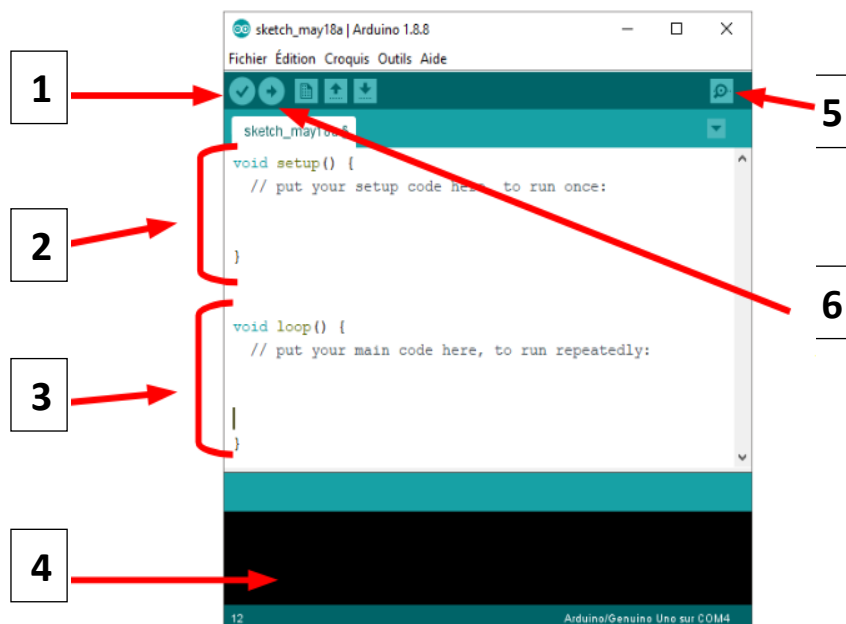 sketch_may18a | Arduino 1.8.8
Fichier Édition Croquis Outils Aide
1
5
sketch_may18a §
void setup() {
// put your setup code here, to run once:
2
}
6
void loop() {
// put your main code here, to run repeatedly:
3
}
4
12
Arduino/Genuino Uno sur COM4